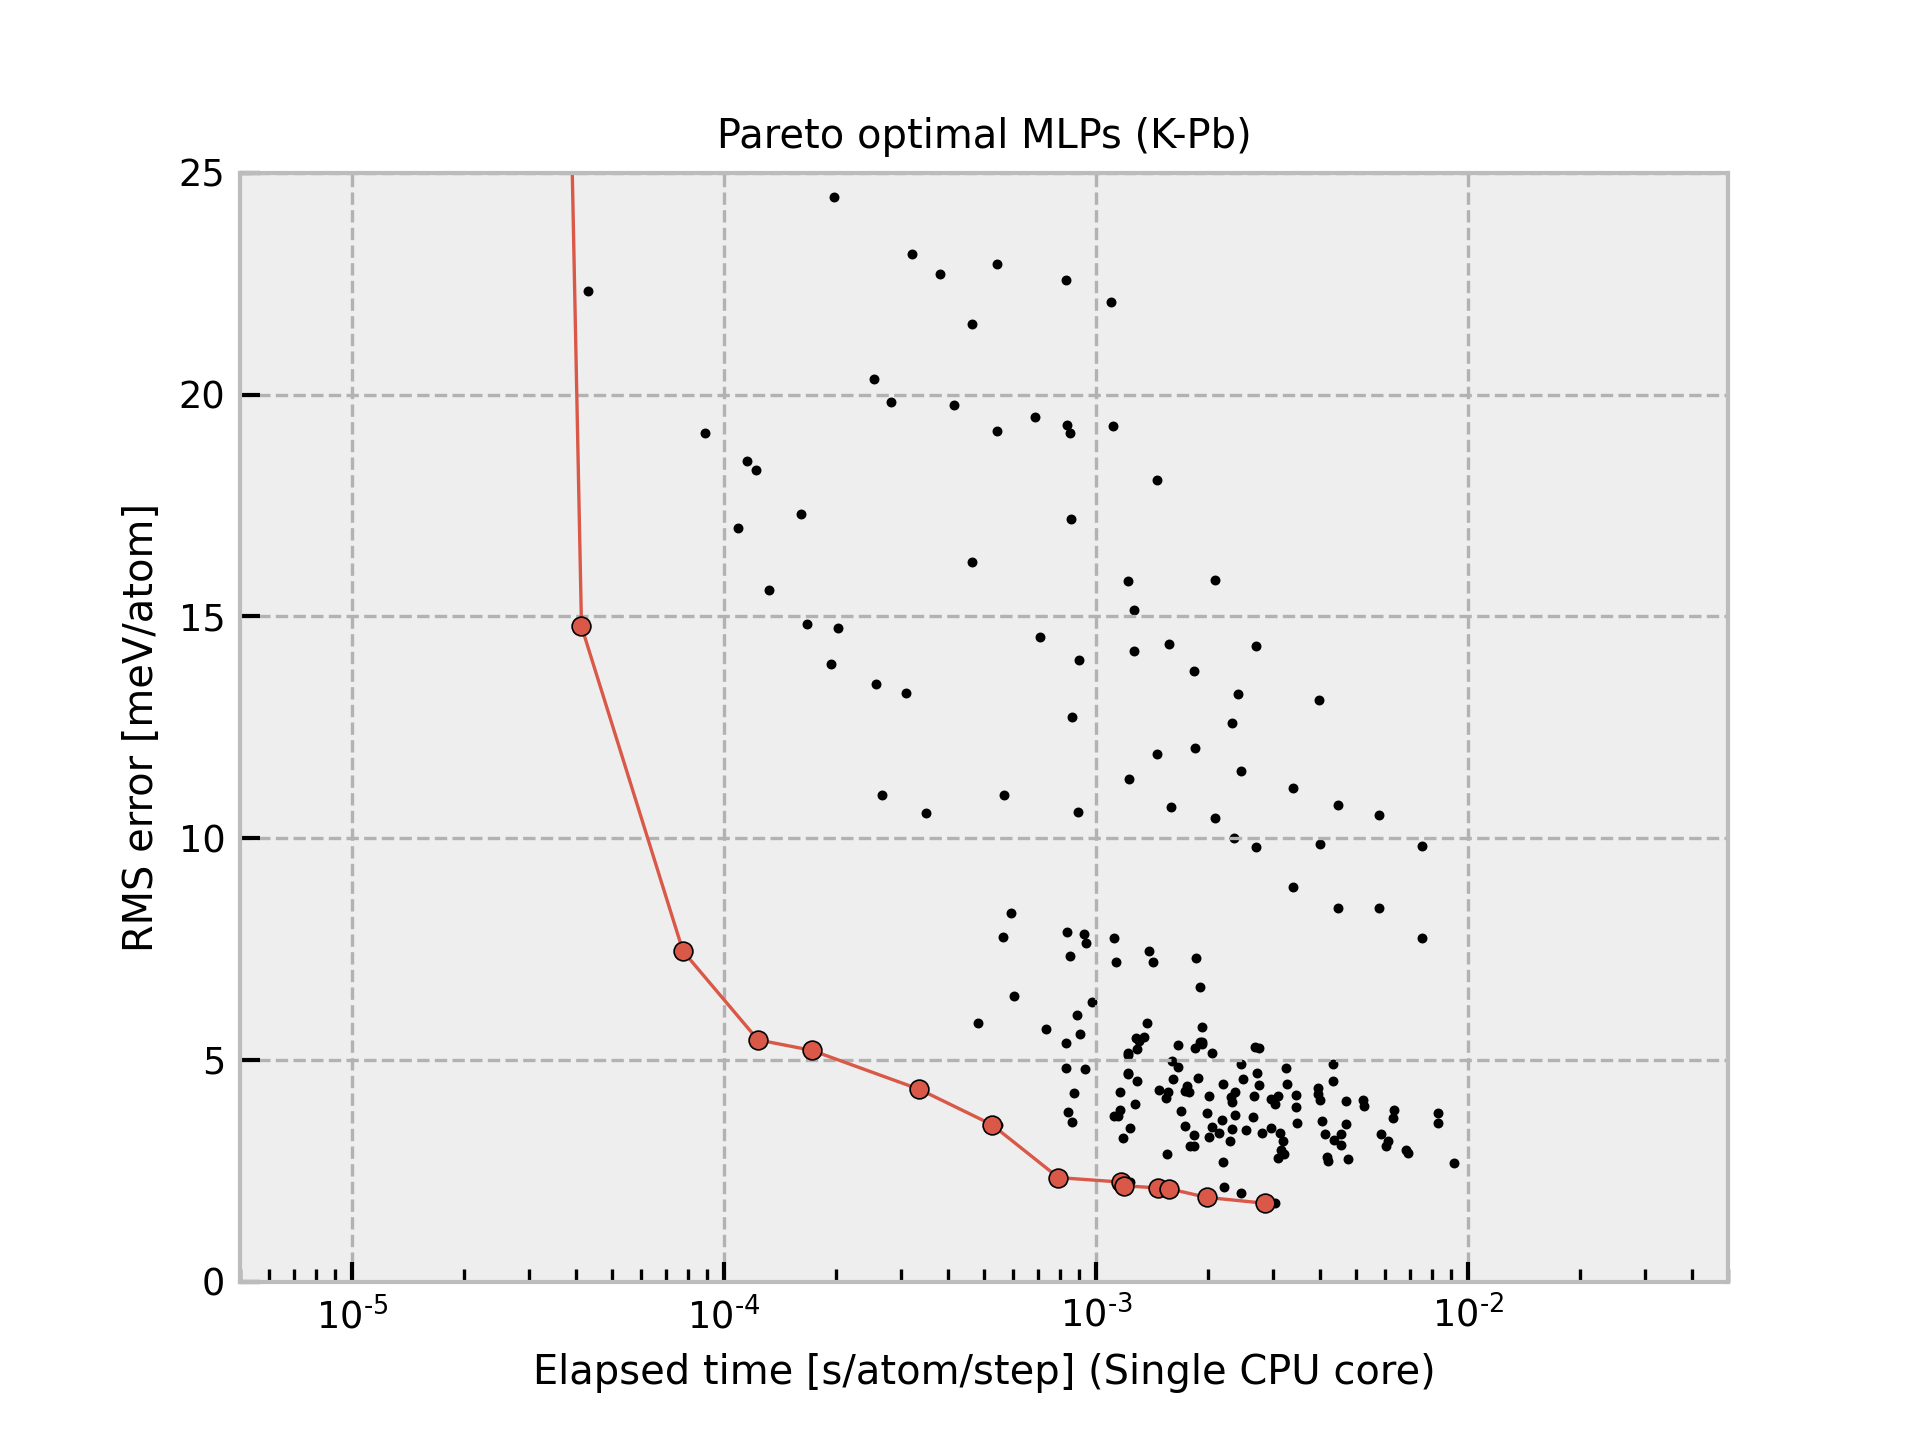 Pareto optimal MLPs (K-Pb)
25
20
15
10
5
0
RMS error [meV/atom]
10^-5 10^-4 10^-3 10^-2
Elapsed time [s/atom/step] (Single CPU core)